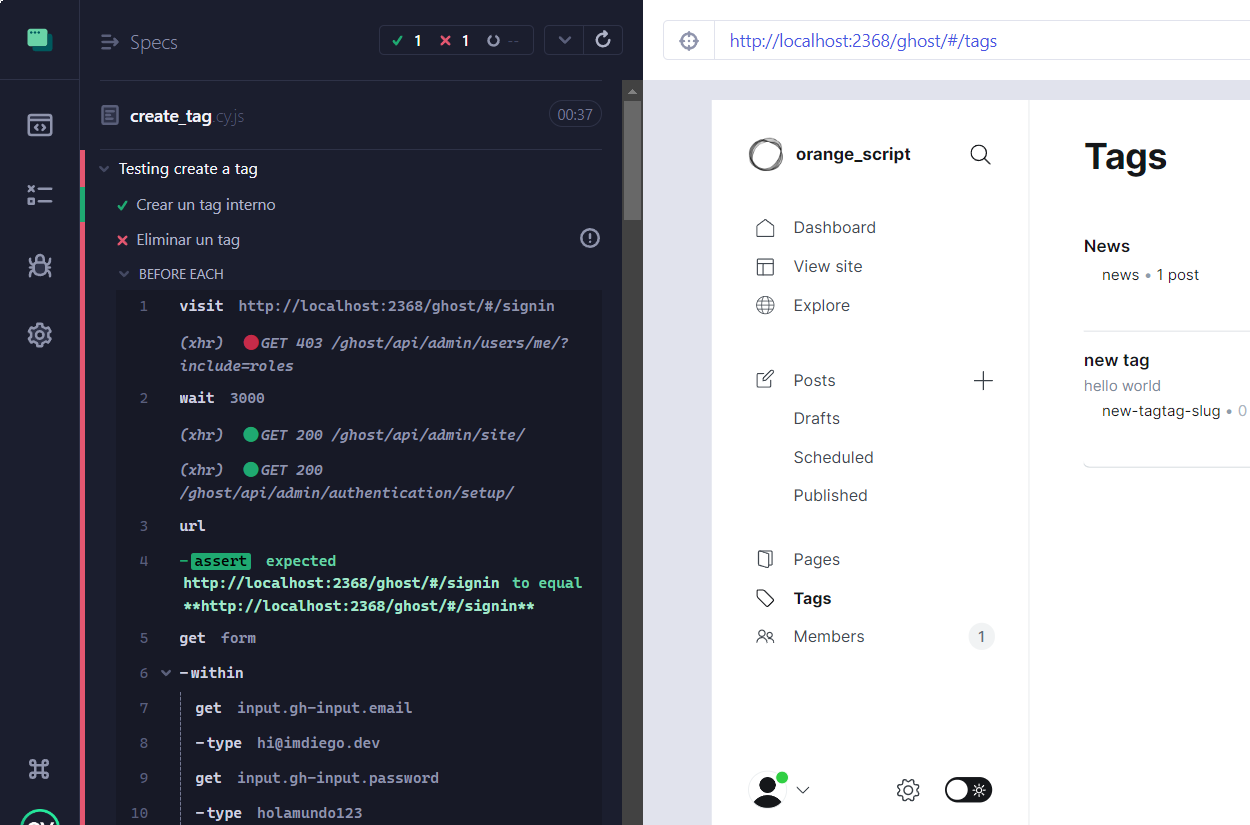 Specs
1
1
--
create_tag.cy.js
00:37
Testing create a tag
Crear un tag interno
Eliminar un tag
BEFORE EACH
1 visit http://localhost:2368/ghost/#/signin
(xhr) GET 403 /ghost/api/admin/users/me/?
include=roles
2 wait 3000
(xhr) GET 200 /ghost/api/admin/site/
(xhr) GET 200
/ghost/api/admin/authentication/setup/
3 url
4 -assert expected
http://localhost:2368/ghost/#/signin to equal
**http://localhost:2368/ghost/#/signin**
5 get form
6 -within
7 get input.gh-input.email
8 -type hi@imdiego.dev
9 get input.gh-input.password
10 -type holamundo123
http://localhost:2368/ghost/#/tags
orange_script
Dashboard
View site
Explore
Posts
Drafts
Scheduled
Published
Pages
Tags
Members 1
Tags
News
news • 1 post
new tag
hello world
new-tagtag-slug • 0